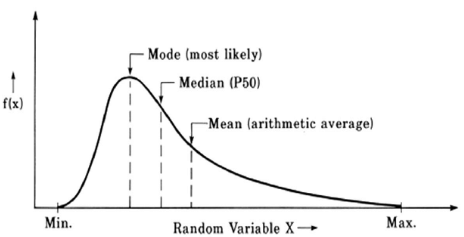 Mode (most likely)
Median (P50)
f(x)
Mean (arithmetic average)
Min.
Random Variable X
Max.